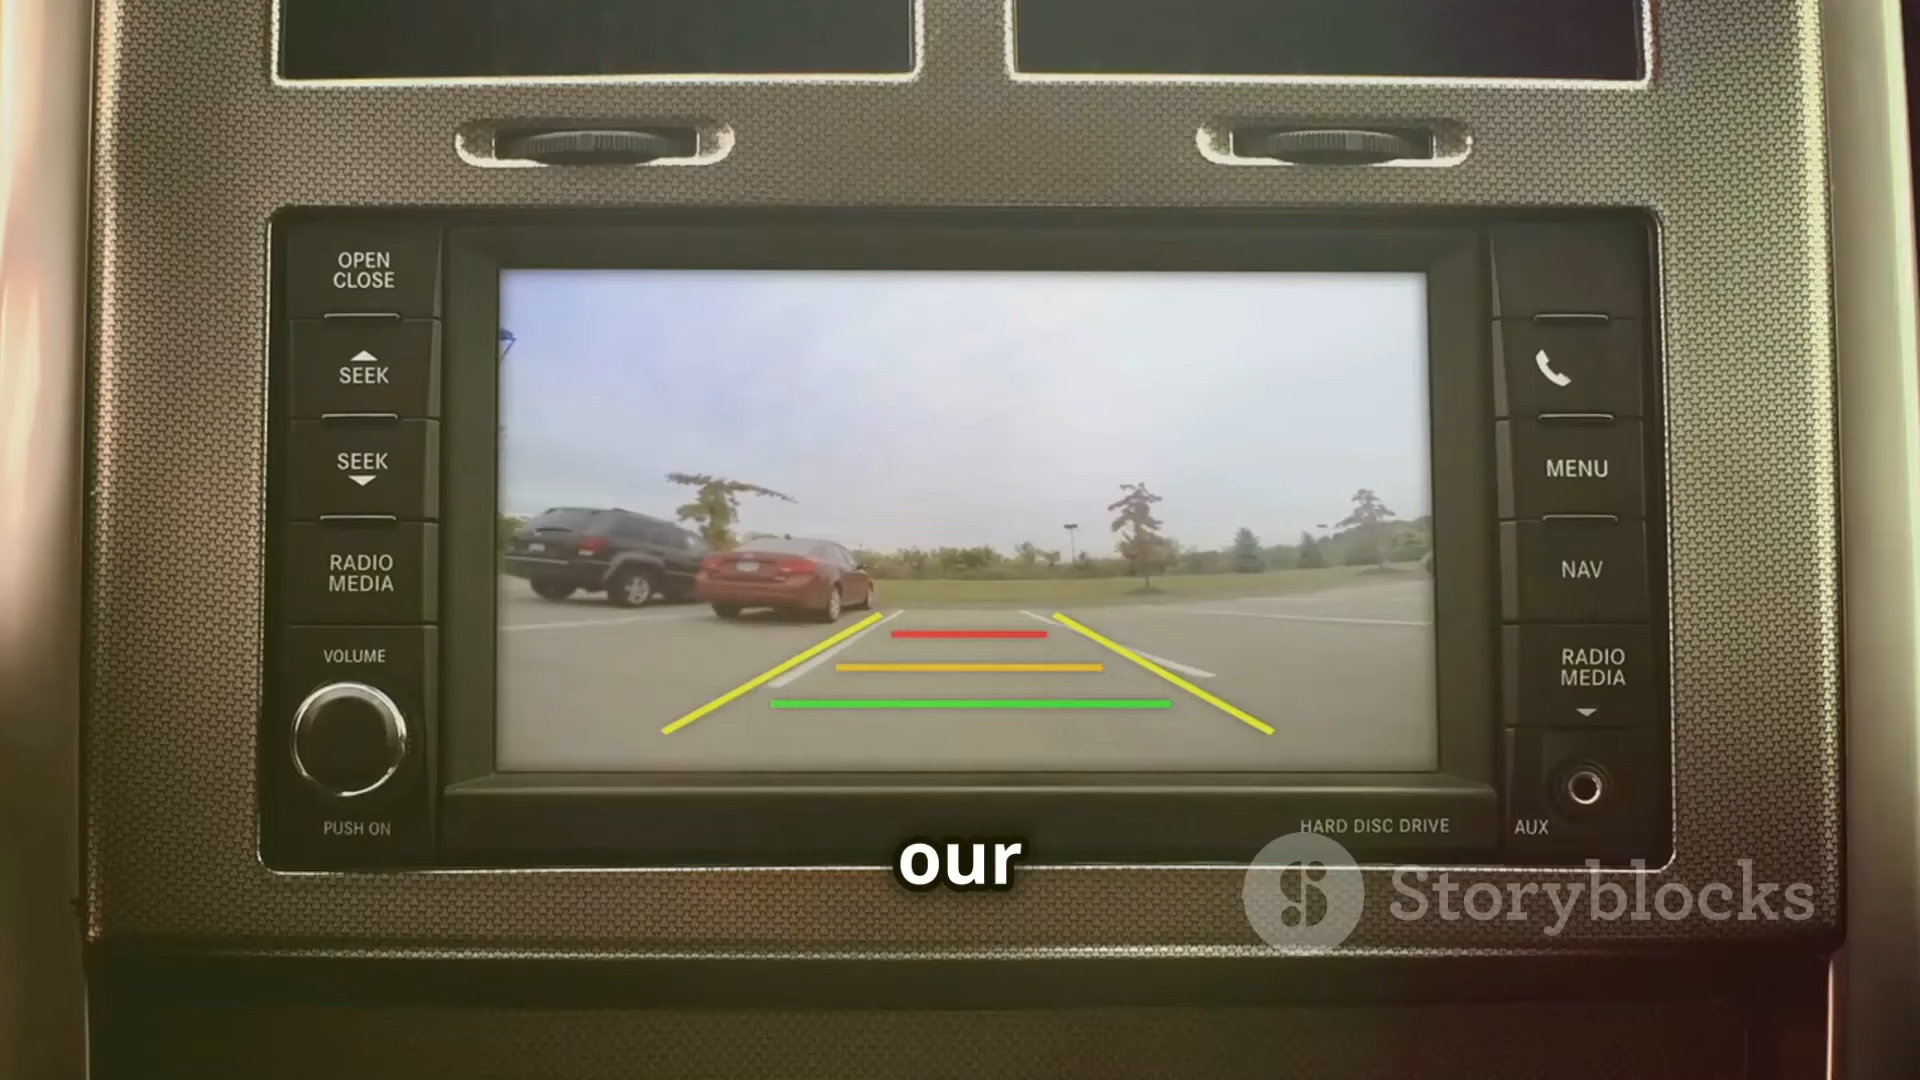 OPEN
CLOSE
SEEK
SEEK
RADIO
MEDIA
VOLUME
PUSH ON
MENU
NAV
RADIO
MEDIA
HARD DISC DRIVE
AUX
our
Storyblocks